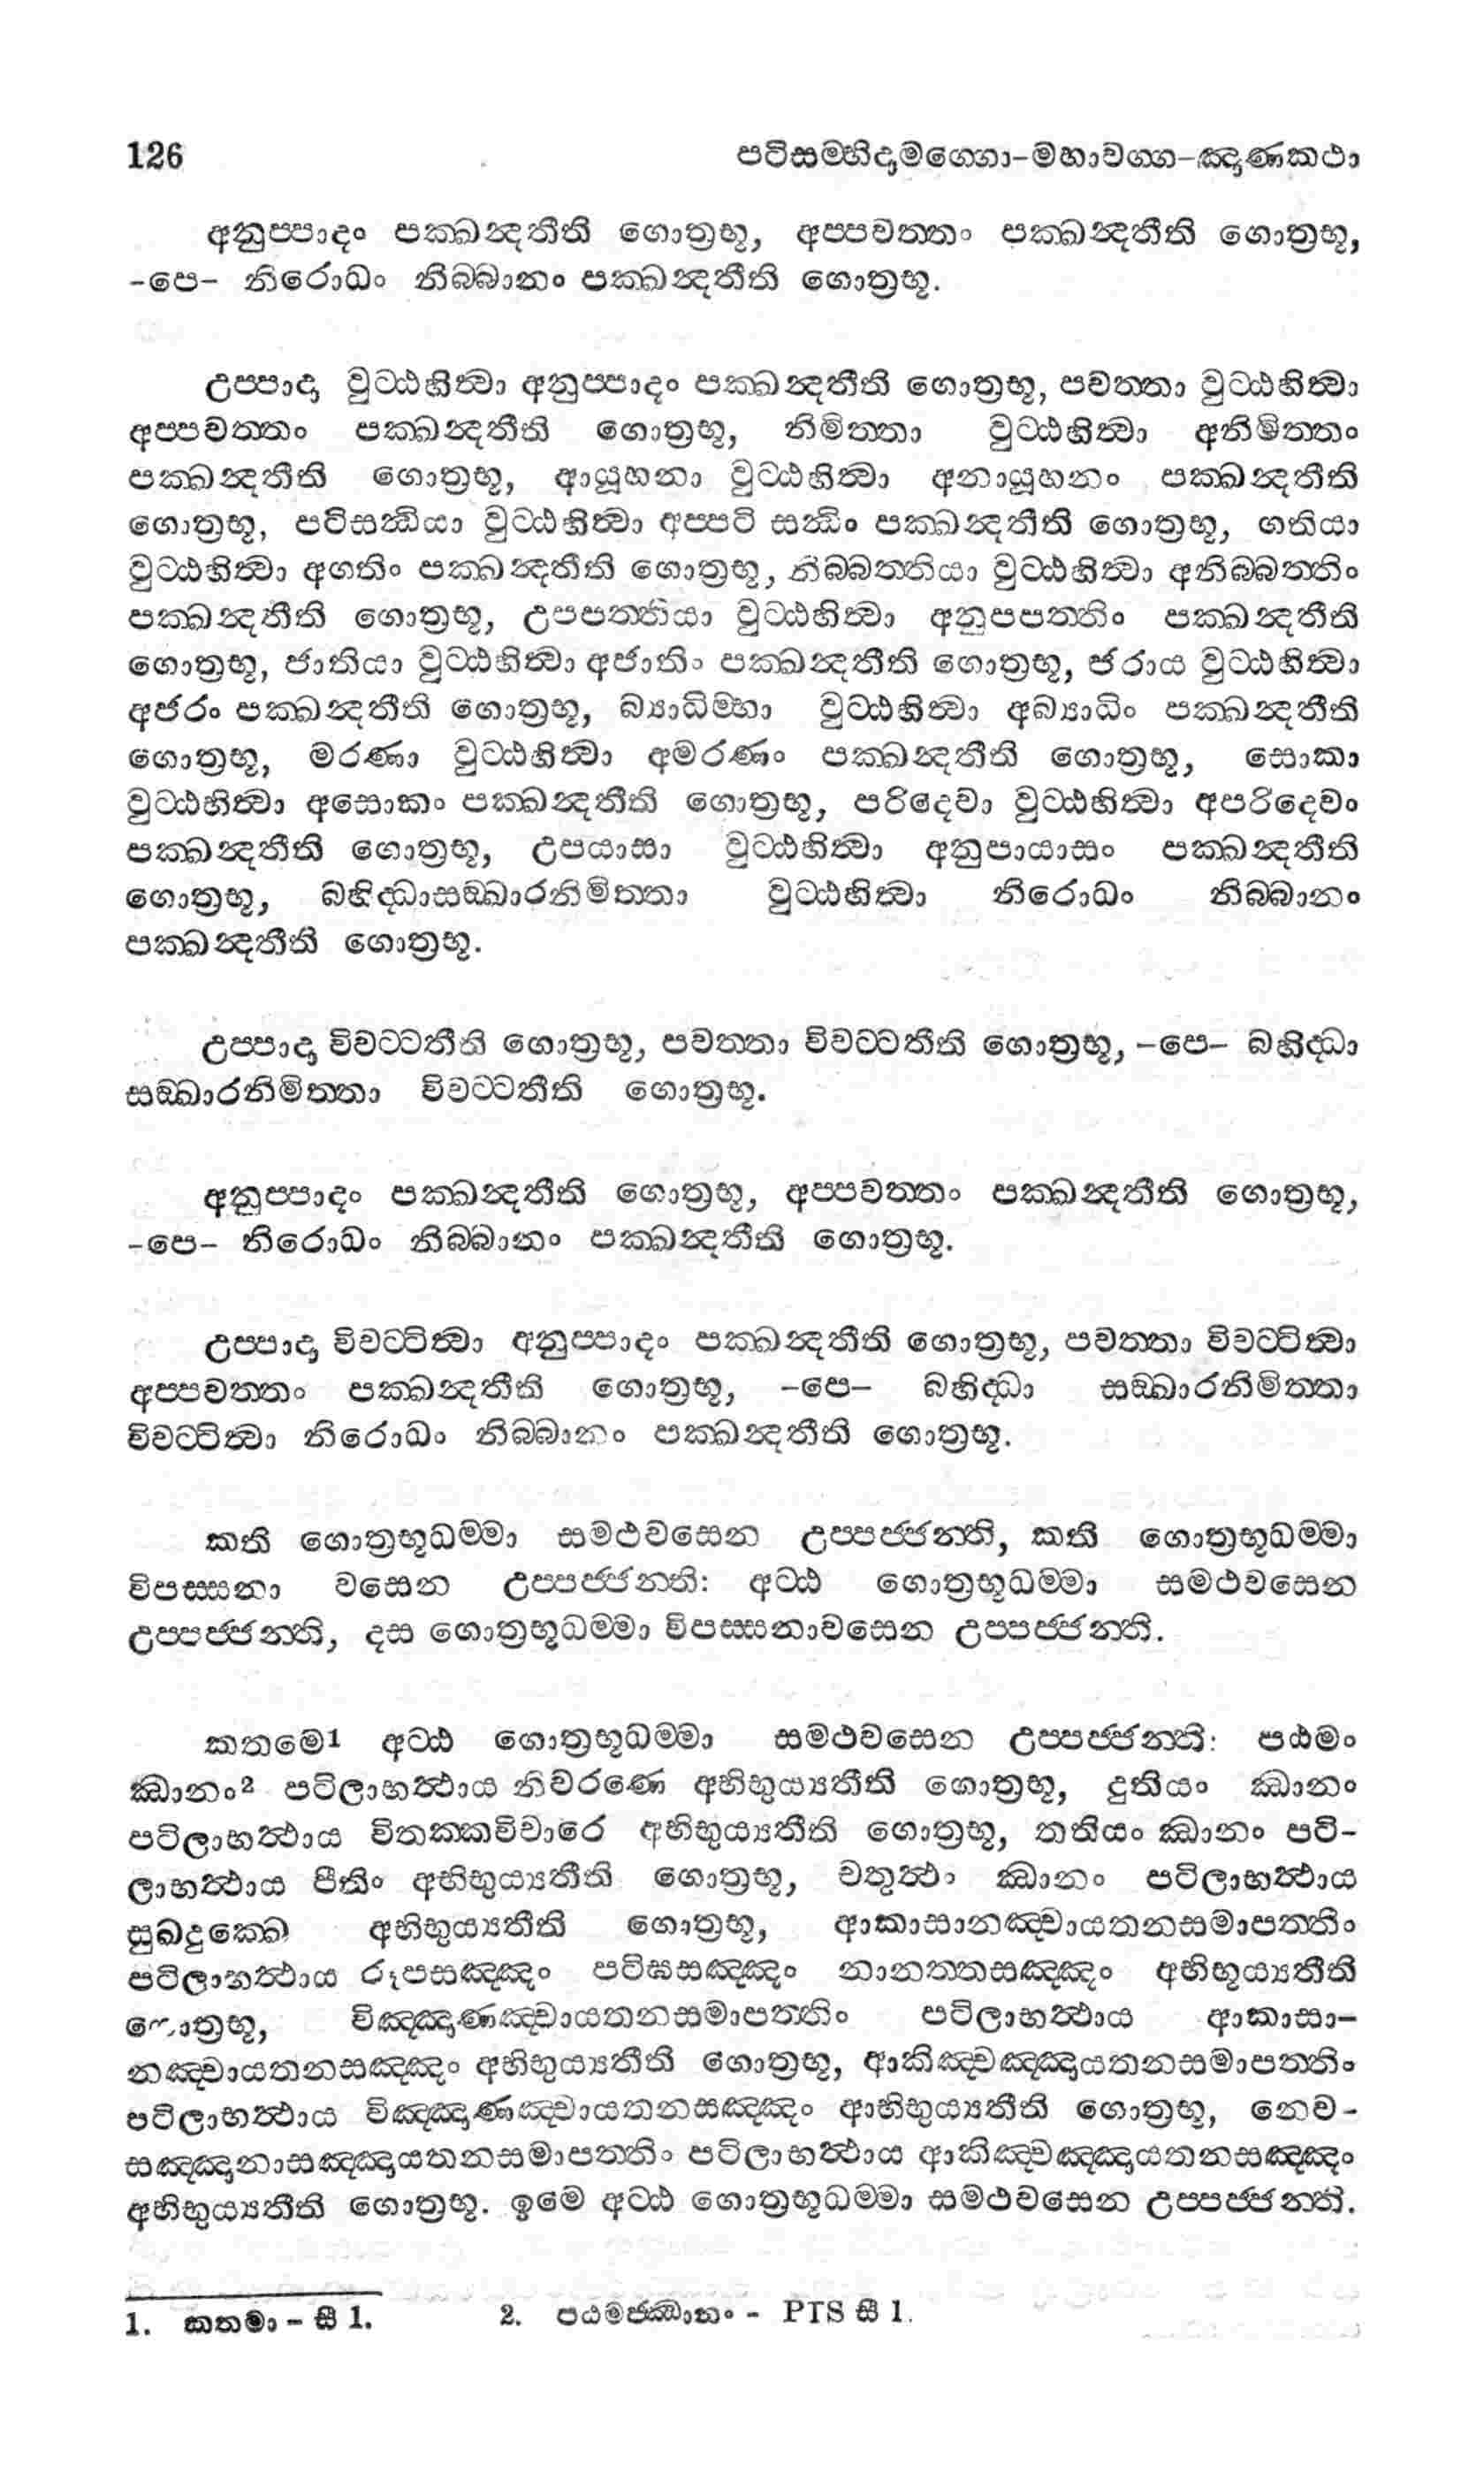 126 පටිසම්භිදාමග්ගො-මහාවග්ග-ඤාණකථා
අනුප්පාදං පක්ඛන්දතීති ගොත්‍රභූ, අප්පවත්තං පක්ඛන්දතීති ගොත්‍රභූ,
-පෙ- නිරොධං නිබ්බානං පක්ඛන්දතීති ගොත්‍රභූ.
උප්පාදා වුට්ඨහිත්වා අනුප්පාදං පක්ඛන්දතීති ගොත්‍රභූ, පවත්තා වුට්ඨහිත්වා
අප්පවත්තං පක්ඛන්දතීති ගොත්‍රභූ, නිමිත්තා වුට්ඨහිත්වා අනිමිත්තං
පක්ඛන්දතීති ගොත්‍රභූ, ආයූහනා වුට්ඨහිත්වා අනායූහනං පක්ඛන්දතීති
ගොත්‍රභූ, පටිසන්ධියා වුට්ඨහිත්වා අප්පටි සන්ධිං පක්ඛන්දතීති ගොත්‍රභූ, ගතියා
වුට්ඨහිත්වා අගතිං පක්ඛන්දතීති ගොත්‍රභූ, නිබ්බත්තියා වුට්ඨහිත්වා අනිබ්බත්තිං
පක්ඛන්දතීති ගොත්‍රභූ, උපපත්තියා වුට්ඨහිත්වා අනුපපත්තිං පක්ඛන්දතීති
ගොත්‍රභූ, ජාතියා වුට්ඨහිත්වා අජාතිං පක්ඛන්දතීති ගොත්‍රභූ, ජරාය වුට්ඨහිත්වා
අජරං පක්ඛන්දතීති ගොත්‍රභූ, බ්‍යාධිම්හා වුට්ඨහිත්වා අබ්‍යාධිං පක්ඛන්දතීති
ගොත්‍රභූ, මරණා වුට්ඨහිත්වා අමරණං පක්ඛන්දතීති ගොත්‍රභූ, සොකා
වුට්ඨහිත්වා අසොකං පක්ඛන්දතීති ගොත්‍රභූ, පරිදෙවා වුට්ඨහිත්වා අපරිදෙවං
පක්ඛන්දතීති ගොත්‍රභූ, උපයාසා වුට්ඨහිත්වා අනුපායාසං පක්ඛන්දතීති
ගොත්‍රභූ, බහිද්ධාසඞ්ඛාරනිමිත්තා වුට්ඨහිත්වා නිරොධං නිබ්බානං
පක්ඛන්දතීති ගොත්‍රභූ.
උප්පාදා විවට්ටතීති ගොත්‍රභූ, පවත්තා විවට්ටතීති ගොත්‍රභූ, -පෙ- බහිද්ධා
සඞ්ඛාරනිමිත්තා විවට්ටතීති ගොත්‍රභූ.
අනුප්පාදං පක්ඛන්දතීති ගොත්‍රභූ, අප්පවත්තං පක්ඛන්දතීති ගොත්‍රභූ,
-පෙ- නිරොධං නිබ්බානං පක්ඛන්දතීති ගොත්‍රභූ.
උප්පාදා විවට්ටිත්වා අනුප්පාදං පක්ඛන්දතීති ගොත්‍රභූ, පවත්තා විවට්ටිත්වා
අප්පවත්තං පක්ඛන්දතීති ගොත්‍රභූ, -පෙ- බහිද්ධා සඞ්ඛාරනිමිත්තා
විවට්ටිත්වා නිරොධං නිබ්බානං පක්ඛන්දතීති ගොත්‍රභූ.
කති ගොත්‍රභූධම්මා සමථවසෙන උප්පජ්ජන්ති, කති ගොත්‍රභූධම්මා
විපස්සනා වසෙන උප්පජ්ජන්ති: අට්ඨ ගොත්‍රභූධම්මා සමථවසෙන
උප්පජ්ජන්ති, දස ගොත්‍රභූධම්මා විපස්සනාවසෙන උප්පජ්ජන්ති.
කතමෙ1 අට්ඨ ගොත්‍රභූධම්මා සමථවසෙන උප්පජ්ජන්ති: පඨමං
ඣානං2 පටිලාභත්ථාය නිවරණෙ අභිභුය්‍යතීති ගොත්‍රභූ, දුතියං ඣානං
පටිලාභත්ථාය විතක්කවිචාරෙ අභිභුය්‍යතීති ගොත්‍රභූ, තතියං ඣානං පටි-
ලාභත්ථාය පීතිං අභිභුය්‍යතීති ගොත්‍රභූ, චතුත්ථං ඣානං පටිලාභත්ථාය
සුඛදුක්ඛෙ අභිභුය්‍යතීති ගොත්‍රභූ, ආකාසානඤ්චායතනසමාපත්තිං
පටිලාභත්ථාය රූපසඤ්ඤං පටිඝසඤ්ඤං නානත්තසඤ්ඤං අභිභූය්‍යතීති
ගොත්‍රභූ, විඤ්ඤාණඤ්චායතනසමාපත්තිං පටිලාභත්ථාය ආකාසා-
නඤ්චායතනසඤ්ඤං අභිභුය්‍යතීති ගොත්‍රභූ, ආකිඤ්චඤ්ඤායතනසමාපත්තිං
පටිලාභත්ථාය විඤ්ඤාණඤ්චායතනසඤ්ඤං ආභිභුය්‍යතීති ගොත්‍රභූ, නෙව-
සඤ්ඤානාසඤ්ඤායතනසමාපත්තිං පටිලාභත්ථාය ආකිඤ්චඤ්ඤායතනසඤ්ඤං
අභිභුය්‍යතීති ගොත්‍රභූ. ඉමෙ අට්ඨ ගොත්‍රභූධම්මා සමථවසෙන උප්පජ්ජන්ති.
1. කතමා - සී 1. 2. පඨමජ්ඣානං - PTS සී 1.